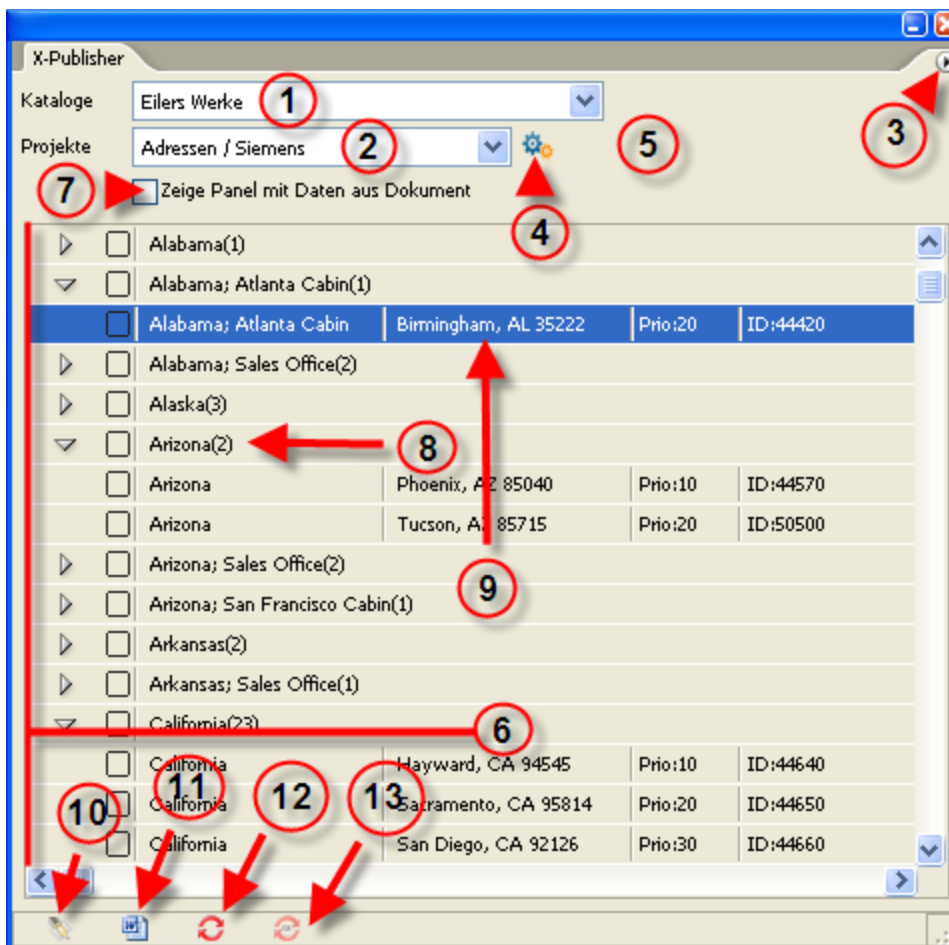 X-Publisher
Kataloge Eilers Werke 1
3
Projekte Adressen / Siemens 2 5
7 Zeige Panel mit Daten aus Dokument
4
Alabama(1)
Alabama; Atlanta Cabin(1)
Alabama; Atlanta Cabin Birmingham, AL 35222 Prio:20 ID:44420
Alabama; Sales Office(2)
Alaska(3)
Arizona(2) 8
Arizona Phoenix, AZ 85040 Prio:10 ID:44570
Arizona Tucson, AZ 85715 Prio:20 ID:50500
Arizona; Sales Office(2)
9
Arizona; San Francisco Cabin(1)
Arkansas(2)
Arkansas; Sales Office(1)
California(23) 6
California Hayward, CA 94545 Prio:10 ID:44640
10 11 12 13
California Sacramento, CA 95814 Prio:20 ID:44650
California San Diego, CA 92126 Prio:30 ID:44660